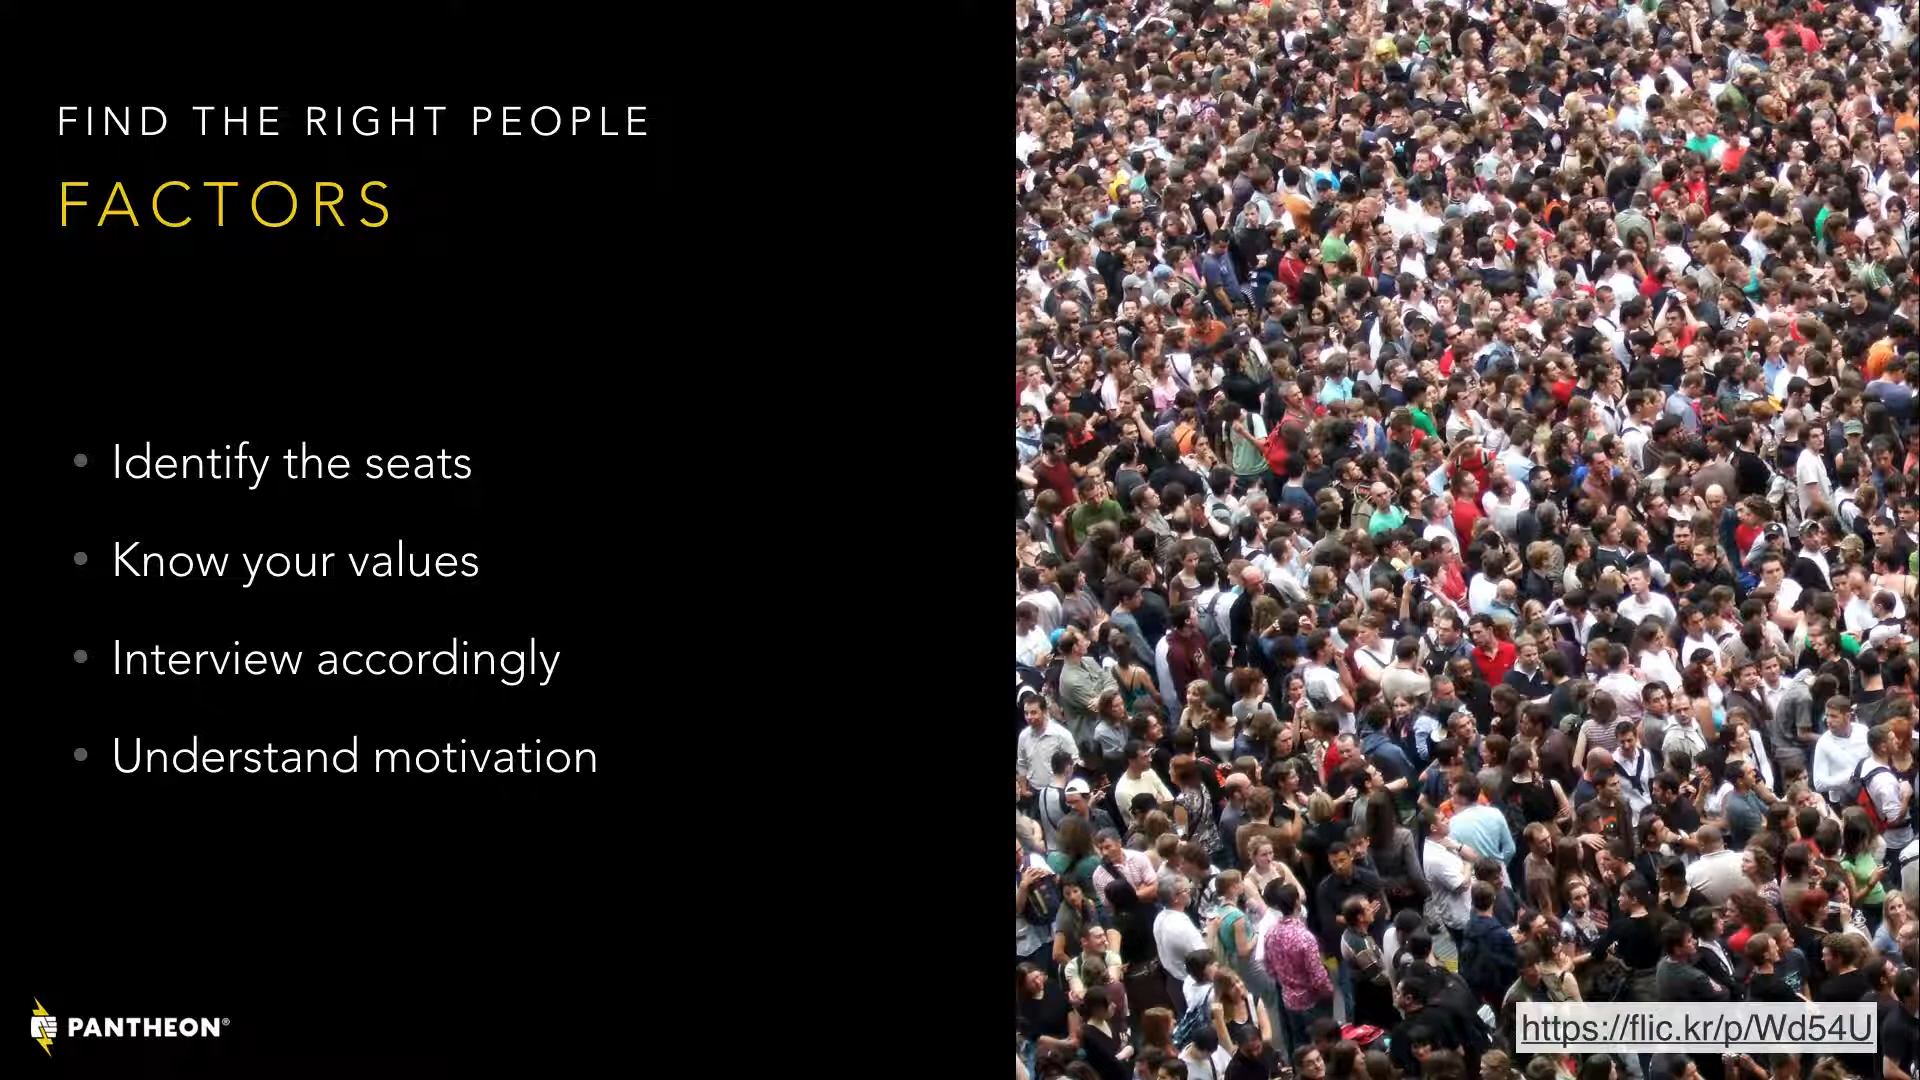 FIND THE RIGHT PEOPLE
FACTORS
• Identify the seats
• Know your values
• Interview accordingly
• Understand motivation
PANTHEON®
https://flic.kr/p/Wd54U